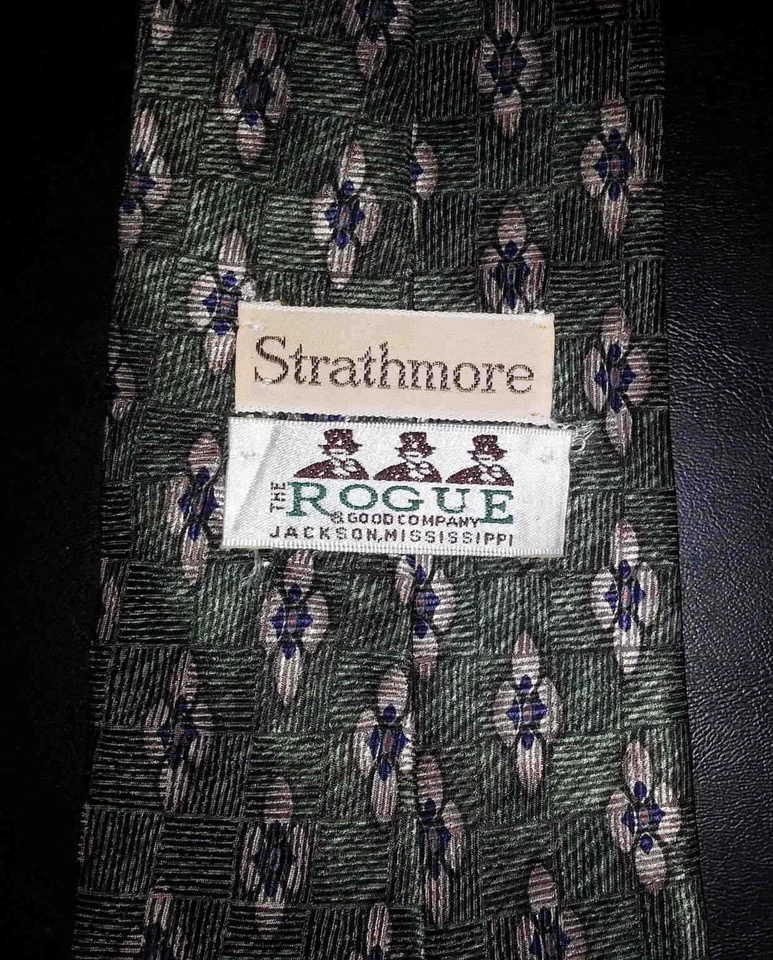 Strathmore
THE ROGUE
& GOOD COMPANY
JACKSON, MISSISSIPPI